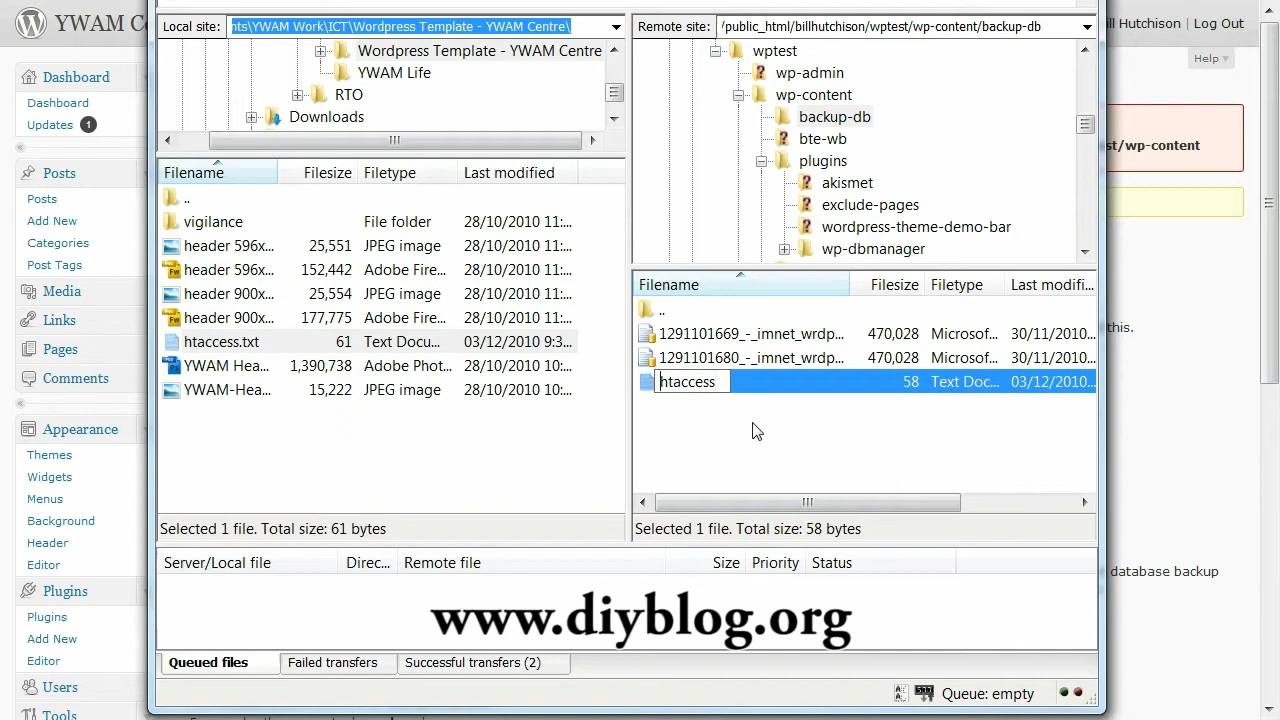 YWAM C
Dashboard
Dashboard
Updates 1
Posts
Posts
Add New
Categories
Post Tags
Media
Links
Pages
Comments
Appearance
Themes
Widgets
Menus
Background
Header
Editor
Plugins
Plugins
Add New
Editor
Users
Tools
Local site: nts\YWAM Work\ICT\Wordpress Template - YWAM Centre\
Wordpress Template - YWAM Centre
YWAM Life
RTO
Downloads
Filename Filesize Filetype Last modified
..
vigilance File folder 28/10/2010 11:...
header 596x... 25,551 JPEG image 28/10/2010 11:...
header 596x... 152,442 Adobe Fire... 28/10/2010 11:...
header 900x... 25,554 JPEG image 28/10/2010 11:...
header 900x... 177,775 Adobe Fire... 28/10/2010 11:...
htaccess.txt 61 Text Docu... 03/12/2010 9:3...
YWAM Hea... 1,390,738 Adobe Phot... 28/10/2010 10:...
YWAM-Hea... 15,222 JPEG image 28/10/2010 10:...
Selected 1 file. Total size: 61 bytes
Remote site: /public_html/billhutchison/wptest/wp-content/backup-db
wptest
wp-admin
wp-content
backup-db
bte-wb
plugins
akismet
exclude-pages
wordpress-theme-demo-bar
wp-dbmanager
Filename Filesize Filetype Last modifi...
..
1291101669_-_imnet_wrdp... 470,028 Microsof... 30/11/2010...
1291101680_-_imnet_wrdp... 470,028 Microsof... 30/11/2010...
htaccess 58 Text Doc... 03/12/2010...
Selected 1 file. Total size: 58 bytes
Server/Local file Direc... Remote file Size Priority Status
www.diyblog.org
Queued files Failed transfers Successful transfers (2)
Queue: empty
ill Hutchison | Log Out
Help
st/wp-content
this.
database backup